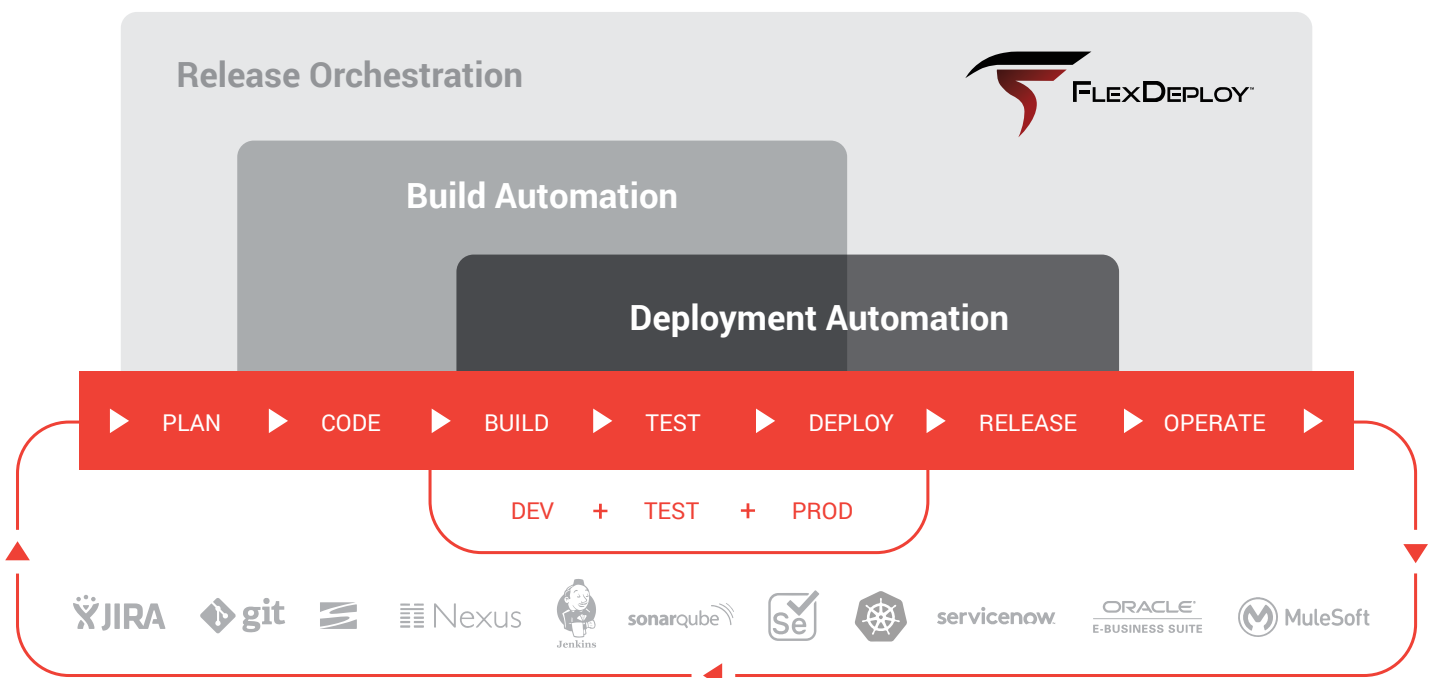 Release Orchestration
FLEXDEPLOY™
Build Automation
Deployment Automation
PLAN CODE BUILD TEST DEPLOY RELEASE OPERATE
DEV + TEST + PROD
JIRA
git
Nexus
Jenkins
sonarqube
Se
servicenow.
ORACLE®
E-BUSINESS SUITE
MuleSoft